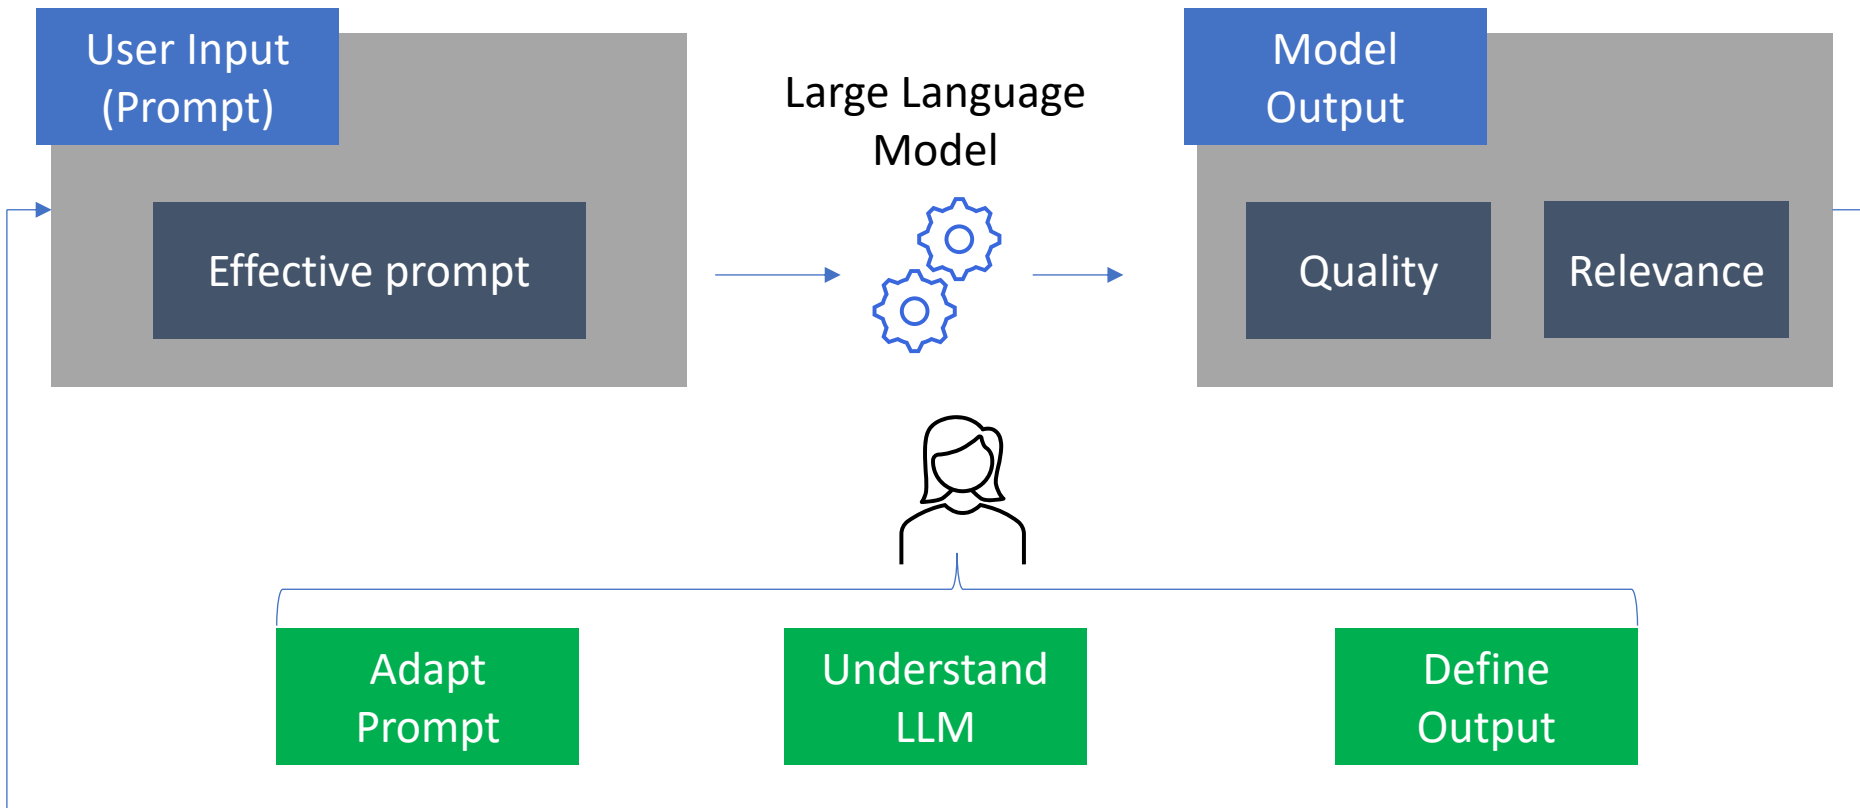 User Input
(Prompt)
Effective prompt
Large Language
Model
Model
Output
Quality
Relevance
Adapt
Prompt
Understand
LLM
Define
Output